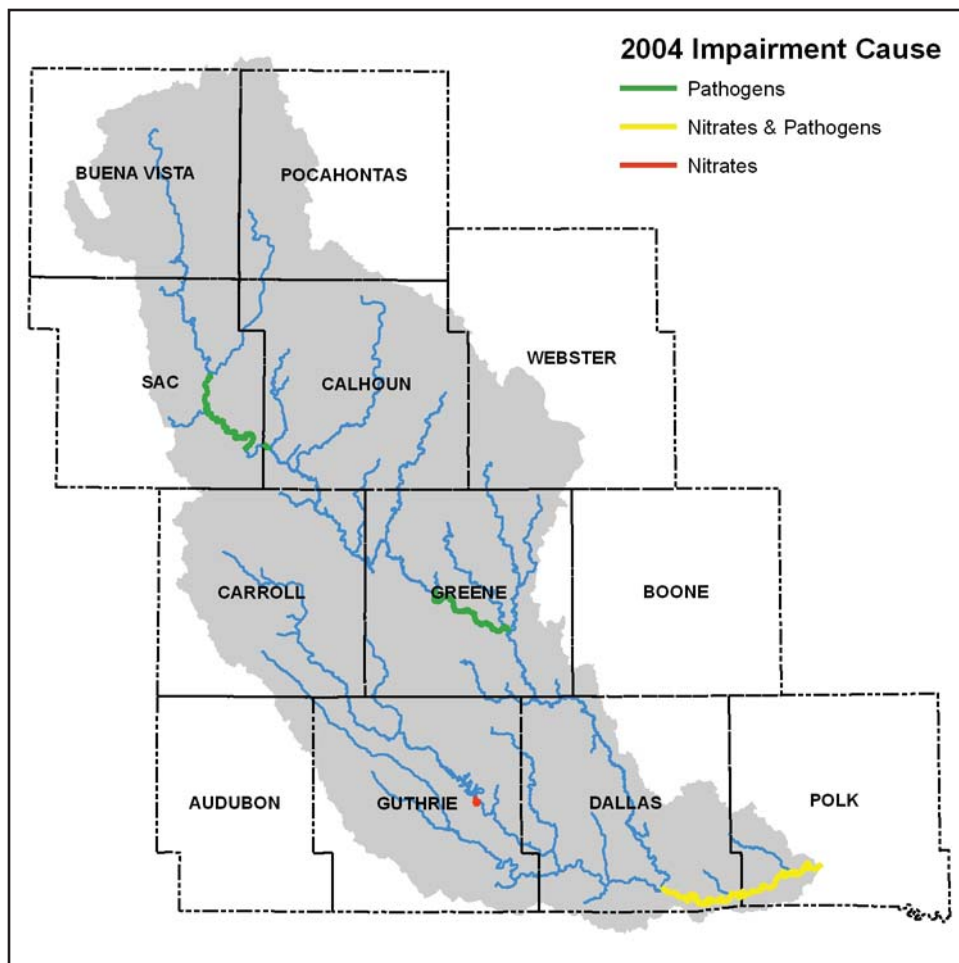 2004 Impairment Cause
Pathogens
Nitrates & Pathogens
Nitrates
BUENA VISTA
POCAHONTAS
WEBSTER
SAC
CALHOUN
CARROLL
GREENE
BOONE
AUDUBON
GUTHRIE
DALLAS
POLK